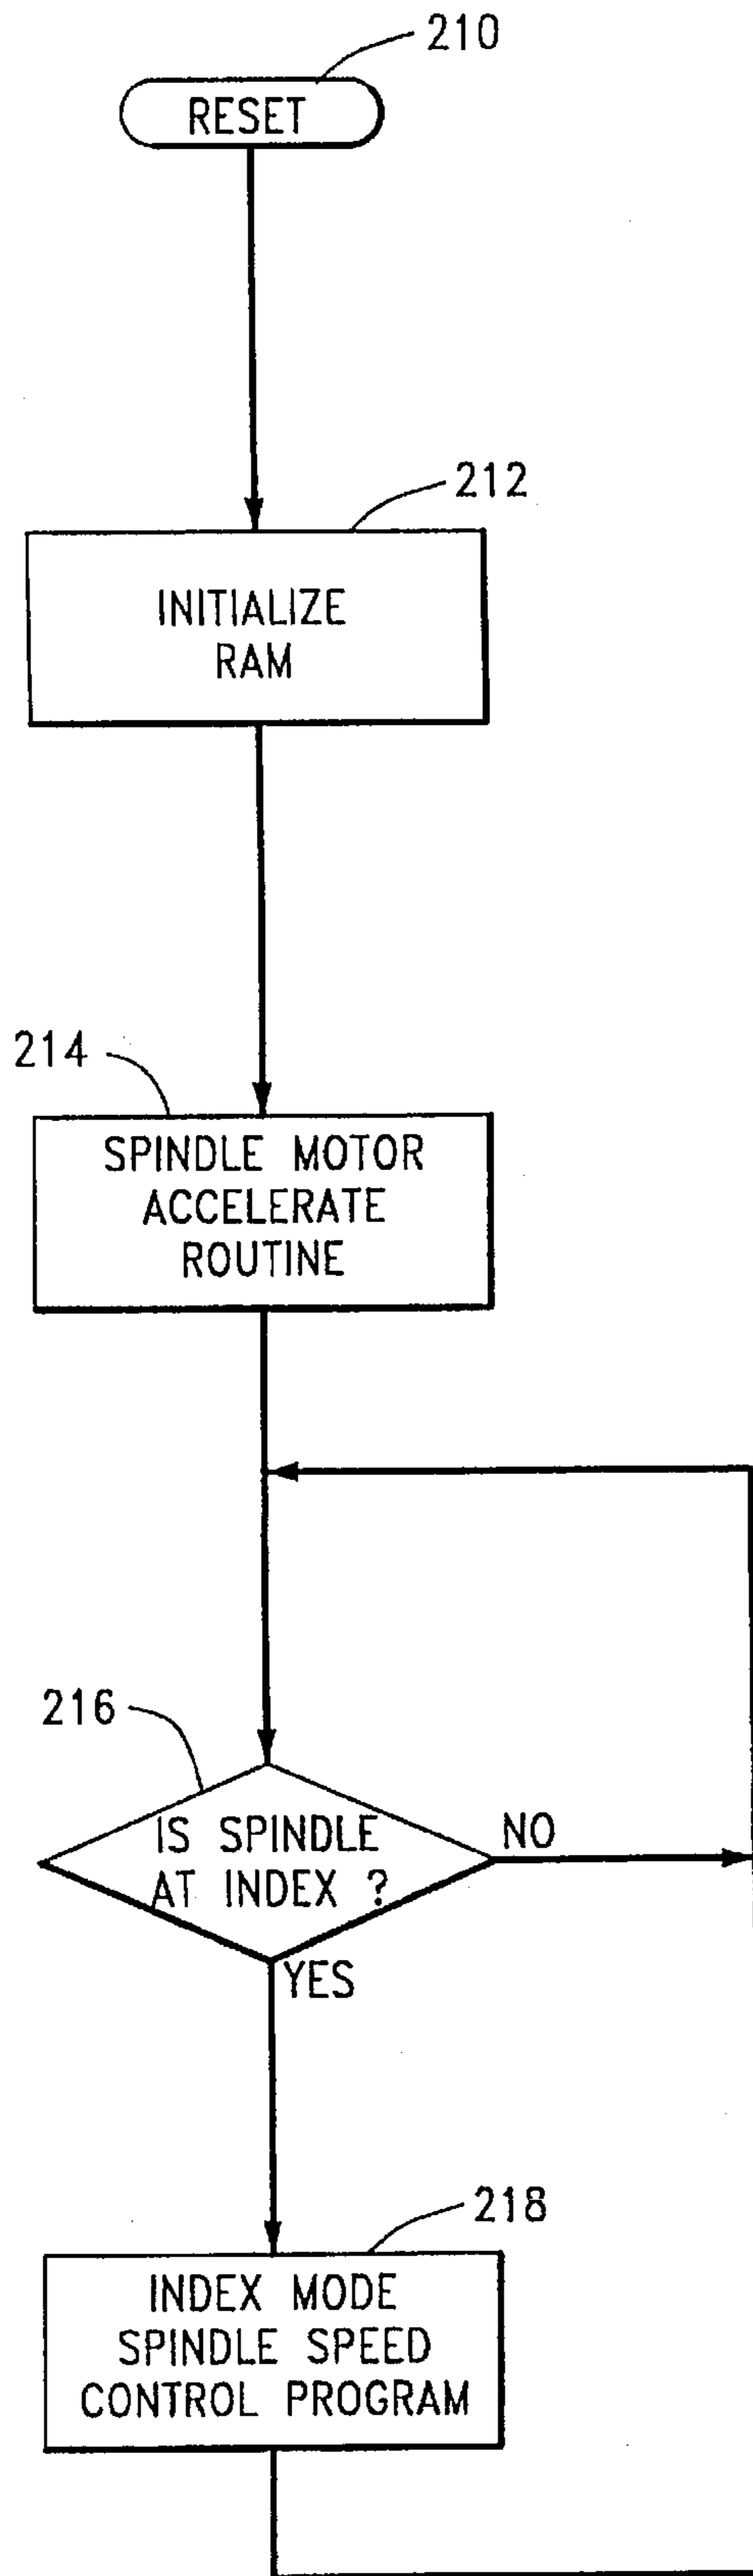 210
RESET
212
INITIALIZE
RAM
214
SPINDLE MOTOR
ACCELERATE
ROUTINE
216
IS SPINDLE
AT INDEX ?
NO
YES
218
INDEX MODE
SPINDLE SPEED
CONTROL PROGRAM